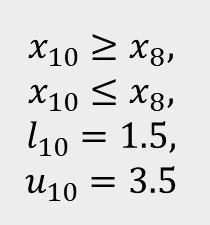 x₁₀ ≥ x₈,
x₁₀ ≤ x₈,
l₁₀ = 1.5,
u₁₀ = 3.5